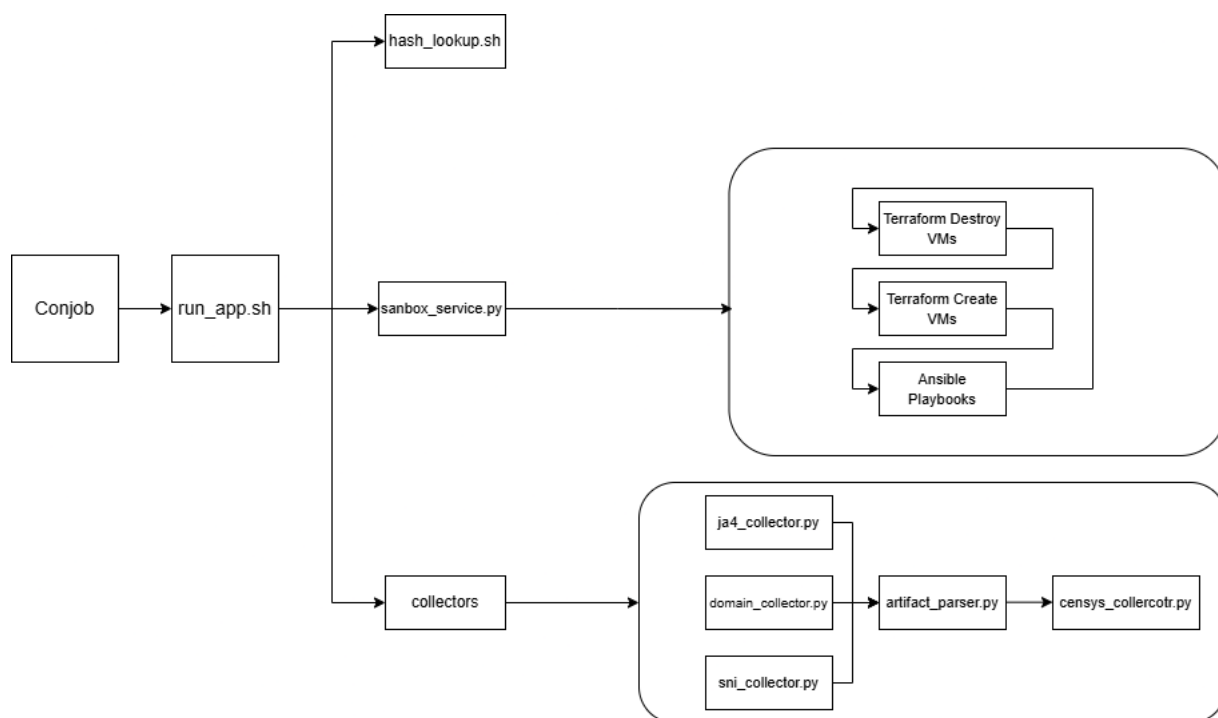 hash_lookup.sh
Terraform Destroy
VMs
Conjob
run_app.sh
sanbox_service.py
Terraform Create
VMs
Ansible
Playbooks
ja4_collector.py
collectors
domain_collector.py
artifact_parser.py
censys_collercotr.py
sni_collector.py